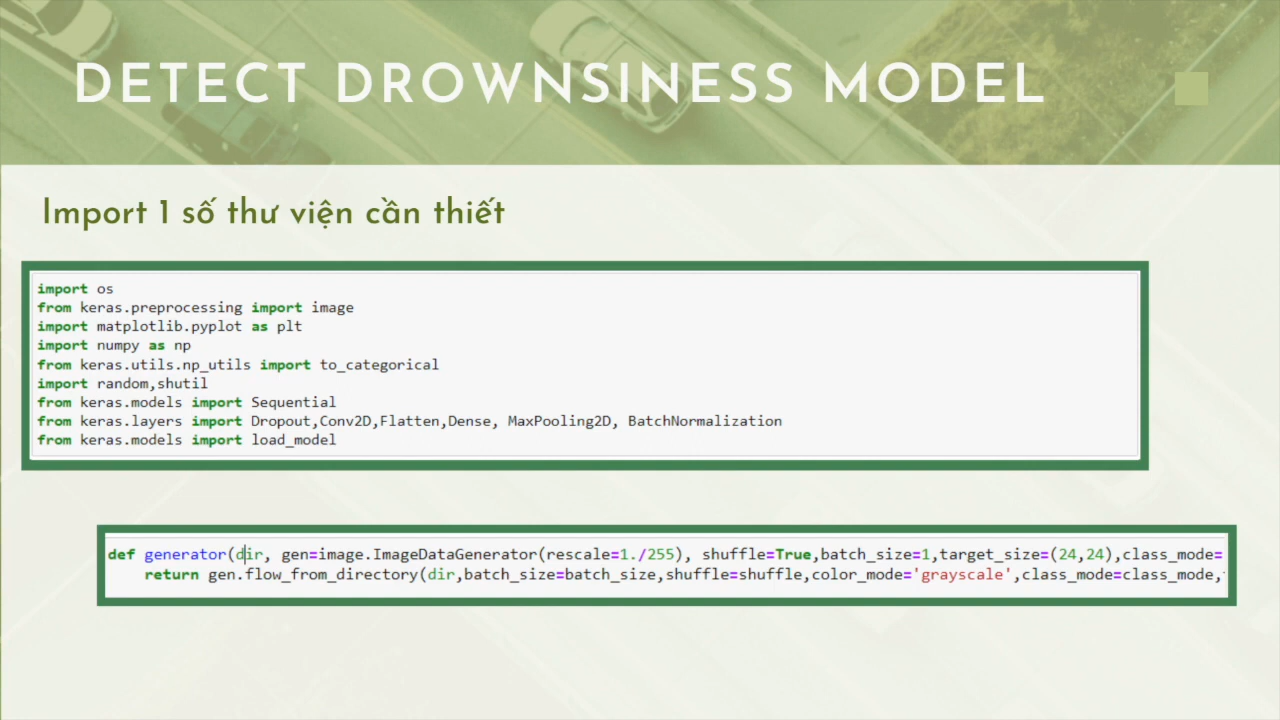 DETECT DROWNSINESS MODEL
Import 1 số thư viện cần thiết
import os
from keras.preprocessing import image
import matplotlib.pyplot as plt
import numpy as np
from keras.utils.np_utils import to_categorical
import random,shutil
from keras.models import Sequential
from keras.layers import Dropout,Conv2D,Flatten,Dense, MaxPooling2D, BatchNormalization
from keras.models import load_model
def generator(dir, gen=image.ImageDataGenerator(rescale=1./255), shuffle=True,batch_size=1,target_size=(24,24),class_mode=
return gen.flow_from_directory(dir,batch_size=batch_size,shuffle=shuffle,color_mode='grayscale',class_mode=class_mode,